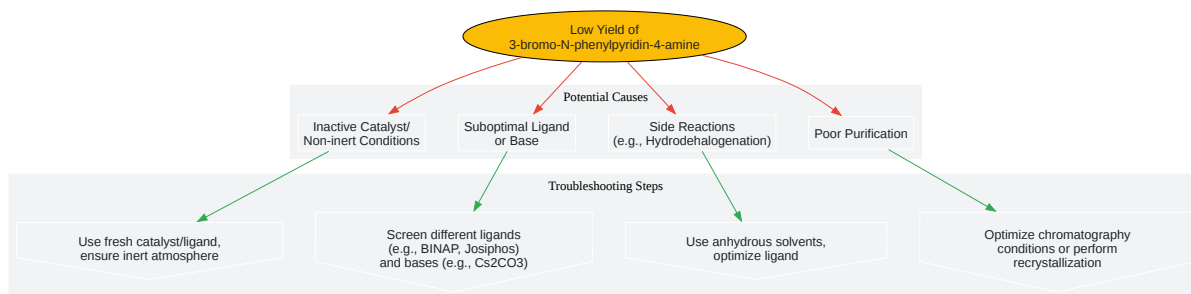 Low Yield of
3-bromo-N-phenylpyridin-4-amine
Potential Causes
Inactive Catalyst/
Non-inert Conditions
Suboptimal Ligand
or Base
Side Reactions
(e.g., Hydrodehalogenation)
Poor Purification
Troubleshooting Steps
Use fresh catalyst/ligand,
ensure inert atmosphere
Screen different ligands
(e.g., BINAP, Josiphos)
and bases (e.g., Cs2CO3)
Use anhydrous solvents,
optimize ligand
Optimize chromatography
conditions or perform
recrystallization